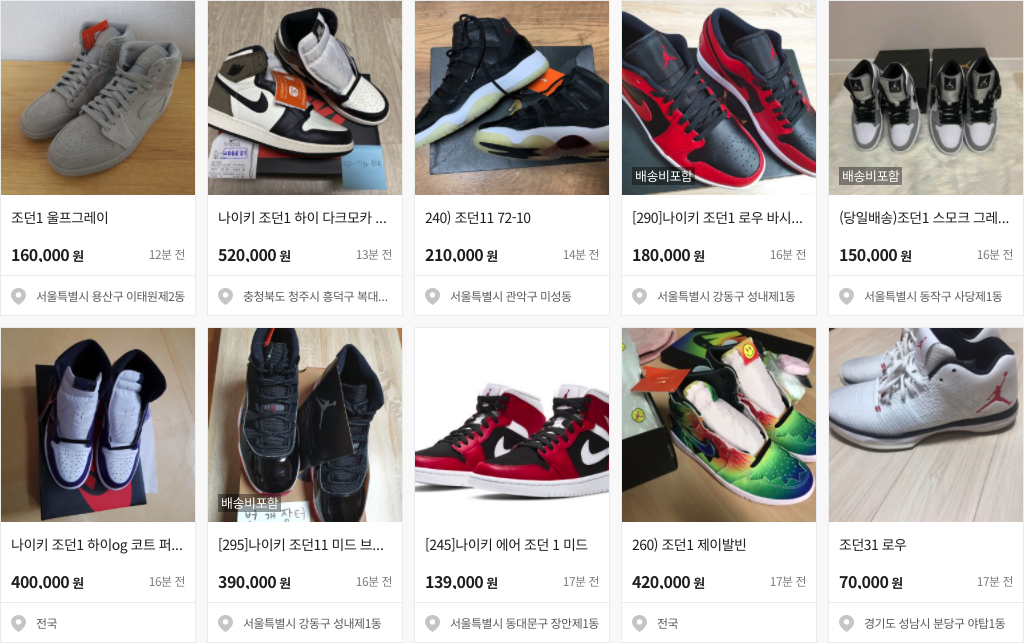 배송비포함
배송비포함
조던1 울프그레이
나이키 조던1 하이 다크모카 ...
240) 조던11 72-10
[290]나이키 조던1 로우 바시...
(당일배송)조던1 스모크 그레...
160,000 원
12분 전
520,000 원
13분 전
210,000 원
14분 전
180,000 원
16분 전
150,000 원
16분 전
서울특별시 용산구 이태원제2동
충청북도 청주시 흥덕구 복대...
서울특별시 관악구 미성동
서울특별시 강동구 성내제1동
서울특별시 동작구 사당제1동
배송비포함
번개장터
나이키 조던1 하이og 코트 퍼...
[295]나이키 조던11 미드 브...
[245]나이키 에어 조던 1 미드
260) 조던1 제이발빈
조던31 로우
400,000 원
16분 전
390,000 원
16분 전
139,000 원
17분 전
420,000 원
17분 전
70,000 원
17분 전
전국
서울특별시 강동구 성내제1동
서울특별시 동대문구 장안제1동
전국
경기도 성남시 분당구 야탑1동